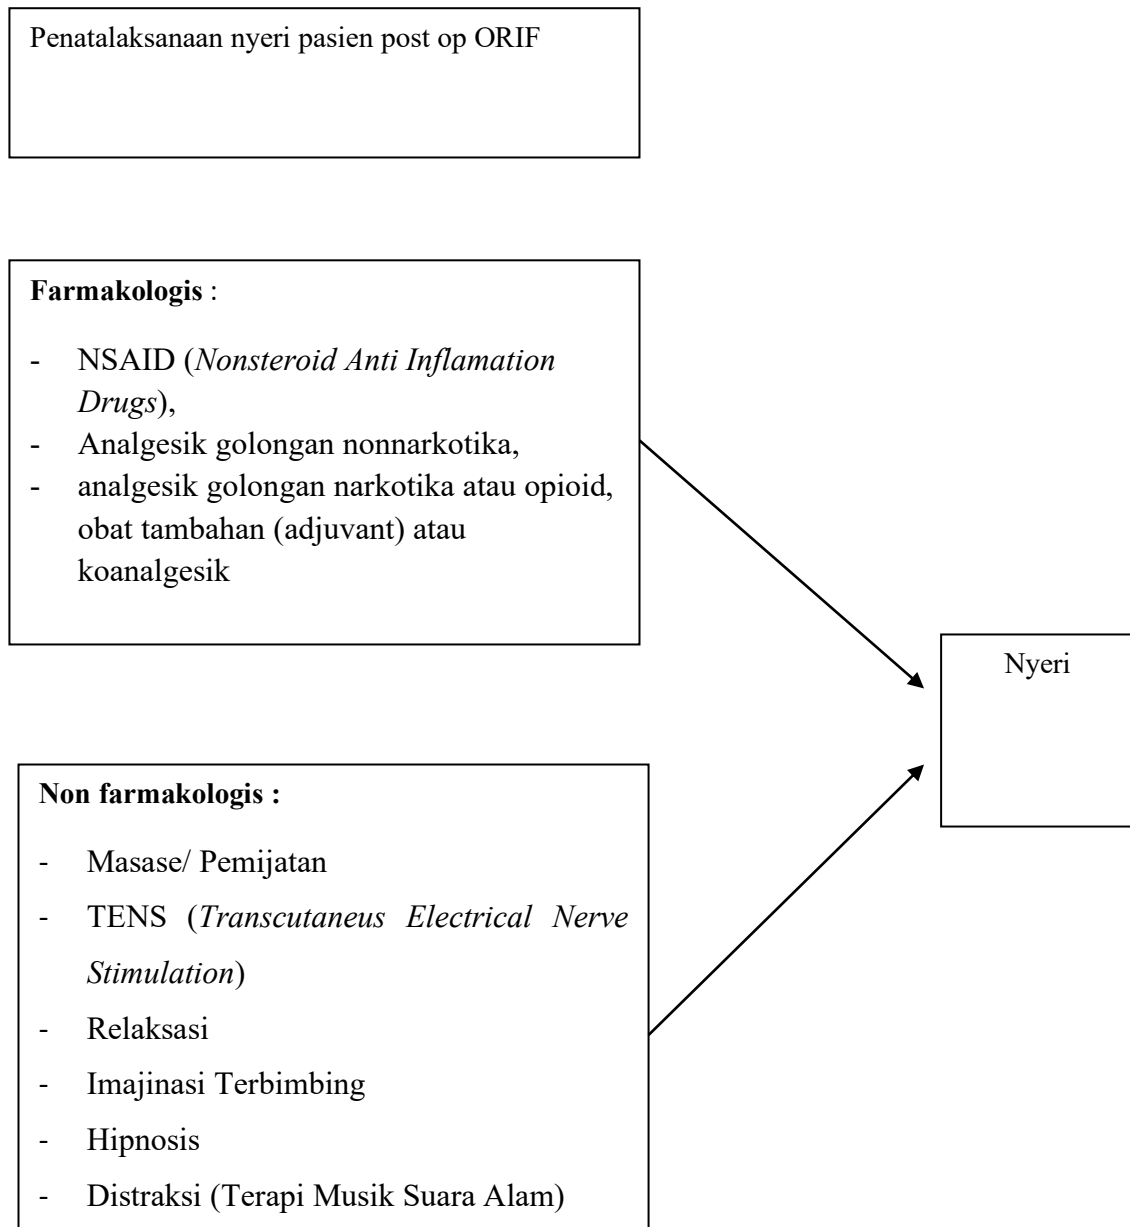 Penatalaksanaan nyeri pasien post op ORIF
Farmakologis :
- NSAID (Nonsteroid Anti Inflamation
Drugs),
- Analgesik golongan nonnarkotika,
- analgesik golongan narkotika atau opioid,
obat tambahan (adjuvant) atau
koanalgesik
Nyeri
Non farmakologis :
- Masase/ Pemijatan
- TENS (Transcutaneus Electrical Nerve
Stimulation)
- Relaksasi
- Imajinasi Terbimbing
- Hipnosis
- Distraksi (Terapi Musik Suara Alam)